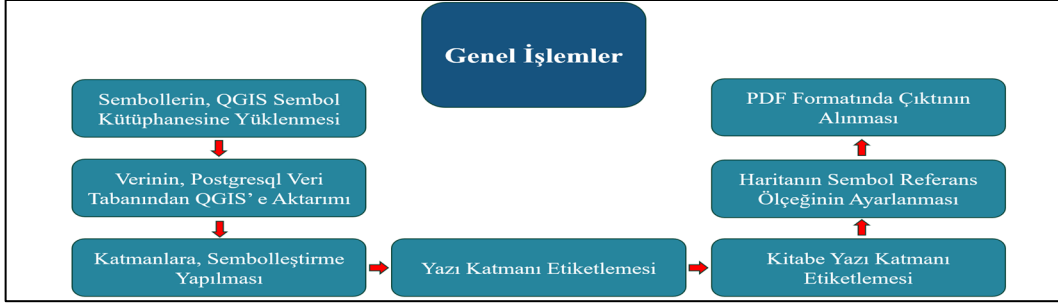 Genel İşlemler
Sembollerin, QGIS Sembol
Kütüphanesine Yüklenmesi
Verinin, Postgresql Veri
Tabanından QGIS' e Aktarımı
Katmanlara, Sembolleştirme
Yapılması
Yazı Katmanı Etiketlemesi
Kitabe Yazı Katmanı
Etiketlemesi
Haritanın Sembol Referans
Ölçeğinin Ayarlanması
PDF Formatında Çıktının
Alınması